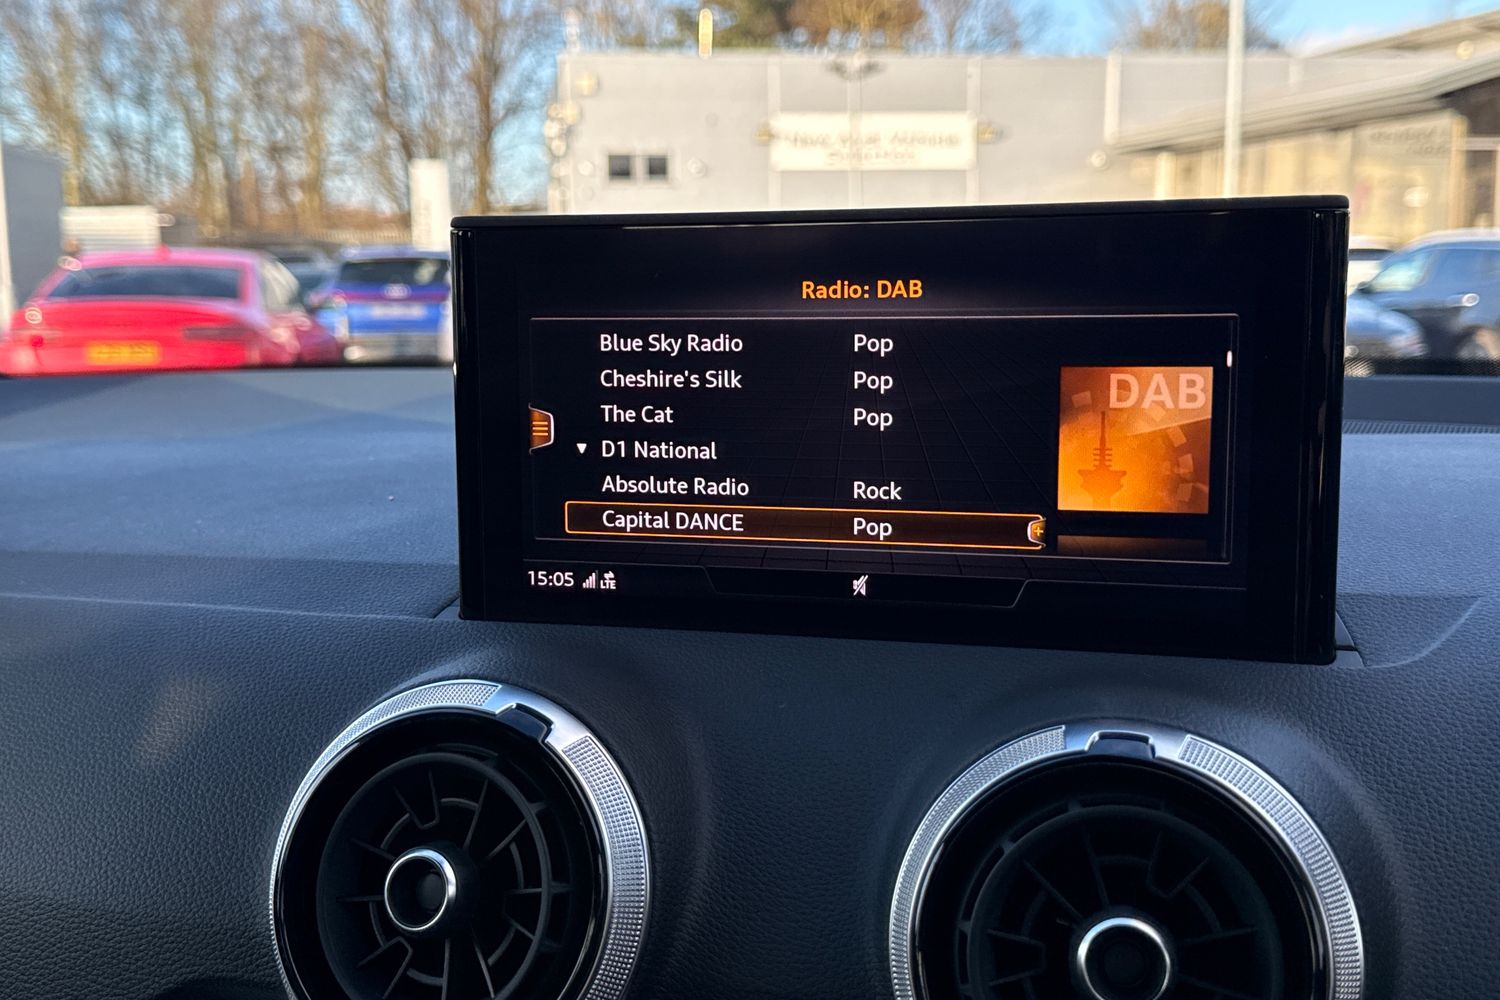 Radio: DAB
Blue Sky Radio Pop
Cheshire's Silk Pop
The Cat Pop
D1 National
Absolute Radio Rock
Capital DANCE Pop
DAB
15:05 LTE